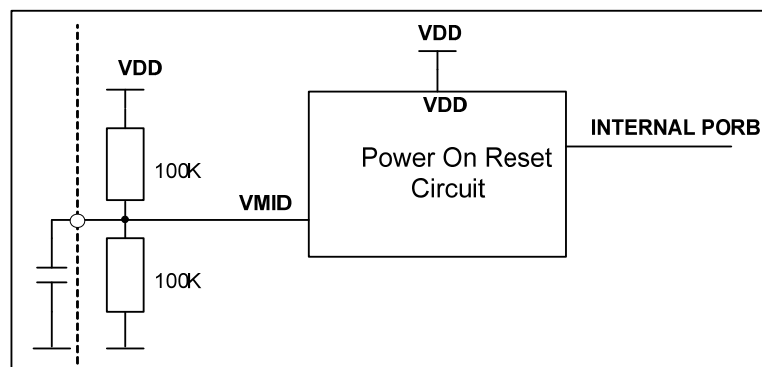 VDD
VDD
VDD
INTERNAL PORB
Power On Reset
Circuit
100K
VMID
100K